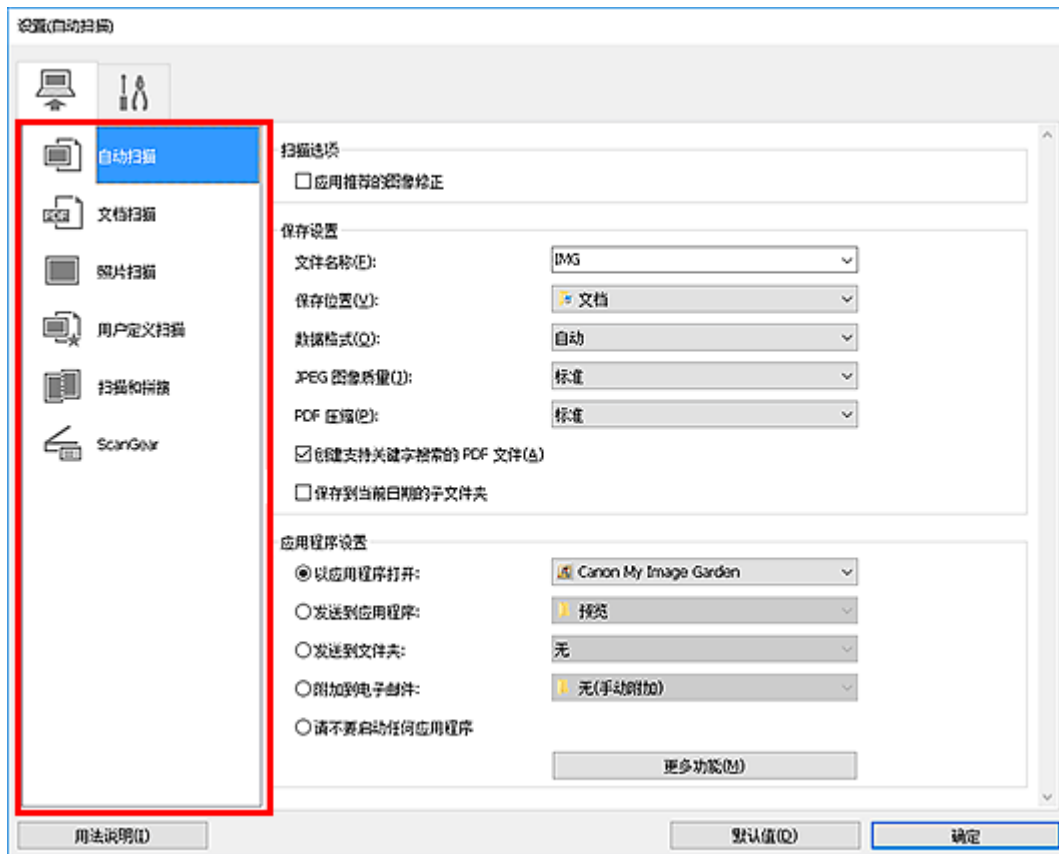 设置(自动扫描)
自动扫描
文档扫描
照片扫描
用户定义扫描
扫描和拼接
ScanGear
扫描选项
应用推荐的图像修正
保存设置
文件名称(F): IMG
保存位置(V): 文档
数据格式(O): 自动
JPEG 图像质量(J): 标准
PDF 压缩(P): 标准
创建支持关键字搜索的 PDF 文件(A)
保存到当前日期的子文件夹
应用程序设置
以应用程序打开: Canon My Image Garden
发送到应用程序: 预览
发送到文件夹: 无
附加到电子邮件: 无(手动附加)
请不要启动任何应用程序
更多功能(M)
用法说明(I) 默认值(D) 确定